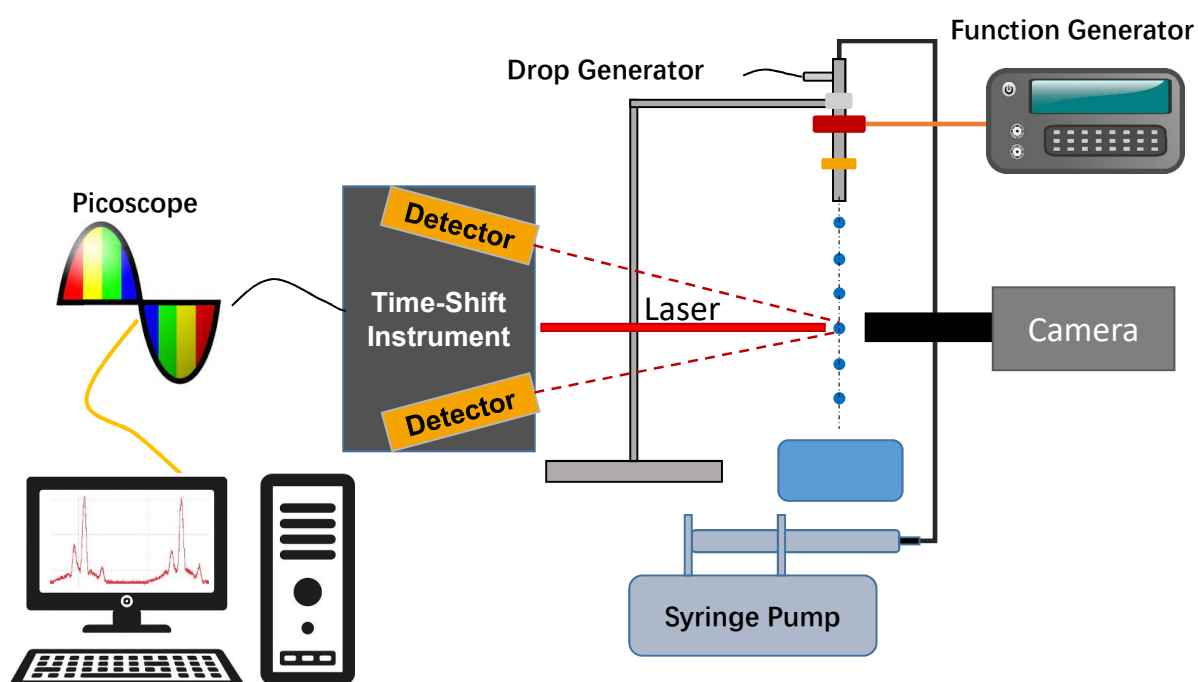 Function Generator
Drop Generator
Picoscope
Detector
Time-Shift
Instrument
Laser
Camera
Detector
Syringe Pump